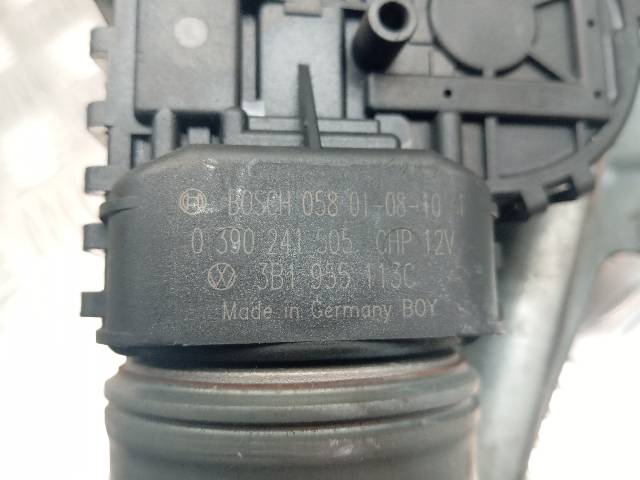 BOSCH 058 01-08-10
0 390 241 505 CHP 12V
3B1 955 113C
Made in Germany BOY